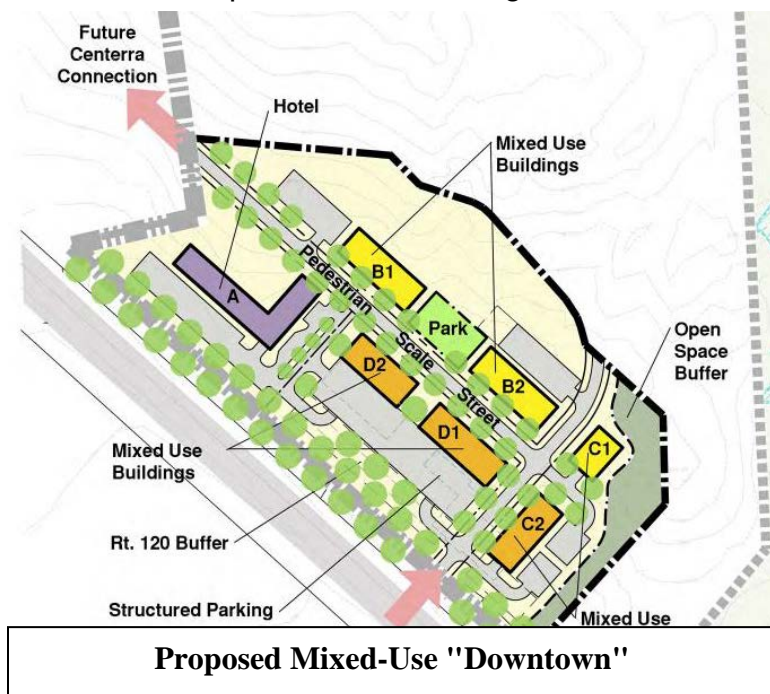 Future
Centerra
Connection
Hotel
Mixed Use
Buildings
B1
Pedestrian
A
Park
Scale
Open
Space
Buffer
D2
B2
Street
D1
C1
Mixed Use
Buildings
C2
Rt. 120 Buffer
Structured Parking
Mixed Use
Proposed Mixed-Use "Downtown"